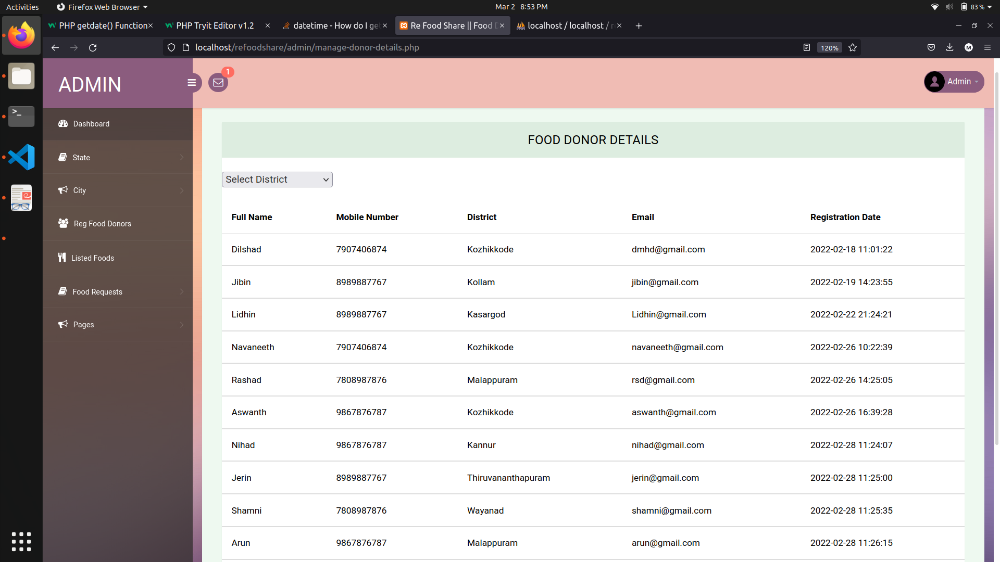 Activities Firefox Web Browser Mar 2 8:53 PM 83 %
PHP getdate() Function PHP Tryit Editor v1.2 datetime - How do I get Re Food Share || Food D localhost / localhost / r
localhost/refoodshare/admin/manage-donor-details.php 120% M
ADMIN 1 Admin
Dashboard
State
City
Reg Food Donors
Listed Foods
Food Requests
Pages
FOOD DONOR DETAILS
Select District
Full Name Mobile Number District Email Registration Date
Dilshad 7907406874 Kozhikkode dmhd@gmail.com 2022-02-18 11:01:22
Jibin 8989887767 Kollam jibin@gmail.com 2022-02-19 14:23:55
Lidhin 8989887767 Kasargod Lidhin@gmail.com 2022-02-22 21:24:21
Navaneeth 7907406874 Kozhikkode navaneeth@gmail.com 2022-02-26 10:22:39
Rashad 7808987876 Malappuram rsd@gmail.com 2022-02-26 14:25:05
Aswanth 9867876787 Kozhikkode aswanth@gmail.com 2022-02-26 16:39:28
Nihad 9867876787 Kannur nihad@gmail.com 2022-02-28 11:24:07
Jerin 8989887767 Thiruvananthapuram jerin@gmail.com 2022-02-28 11:25:00
Shamni 7808987876 Wayanad shamni@gmail.com 2022-02-28 11:25:35
Arun 9867876787 Malappuram arun@gmail.com 2022-02-28 11:26:15